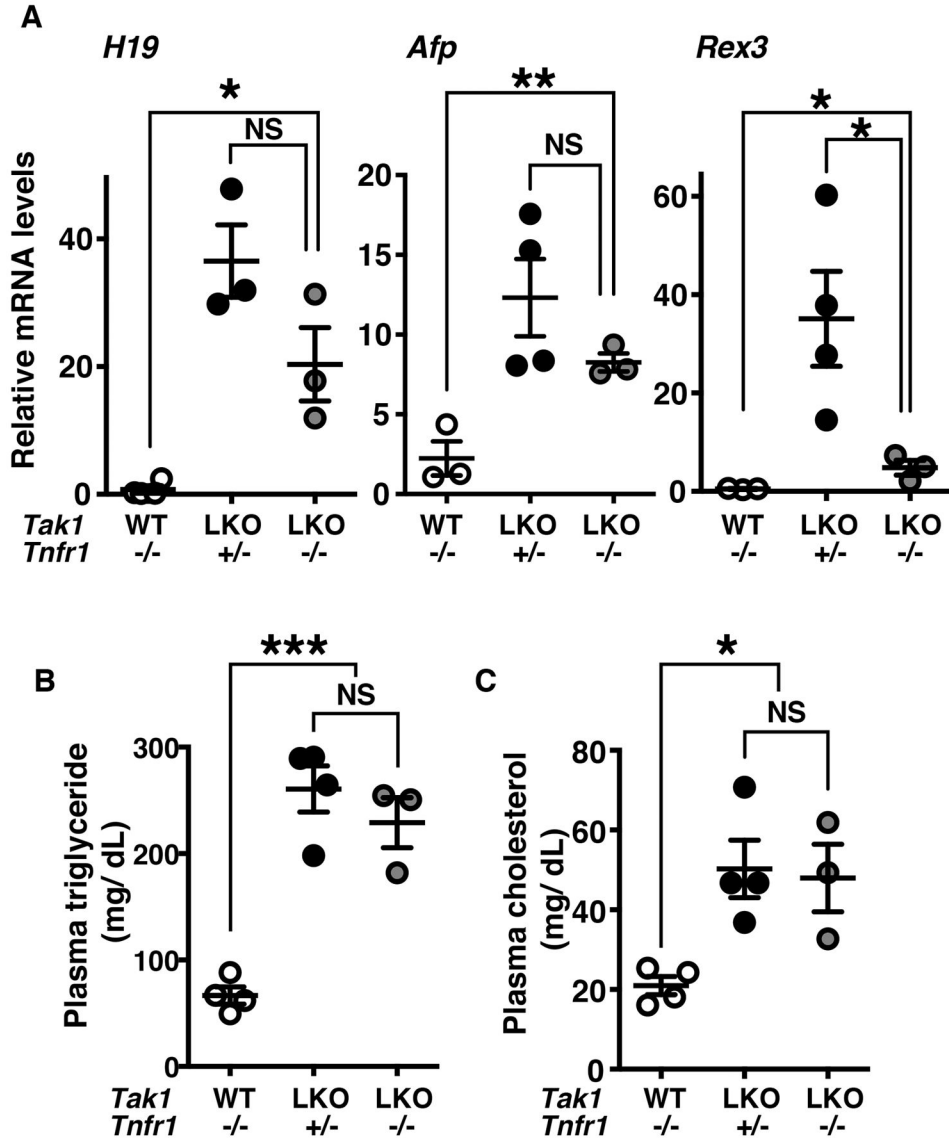 A
H19 Afp Rex3
* ** *
NS NS *
Relative mRNA levels
40
20
0
20
15
10
5
0
60
40
20
0
Tak1 WT LKO LKO WT LKO LKO WT LKO LKO
Tnfr1 -/- +/- -/- -/- +/- -/- -/- +/- -/-
B
***
NS
Plasma triglyceride
(mg/ dL)
300
200
100
0
Tak1 WT LKO LKO
Tnfr1 -/- +/- -/-
C
*
NS
Plasma cholesterol
(mg/ dL)
80
60
40
20
0
Tak1 WT LKO LKO
Tnfr1 -/- +/- -/-